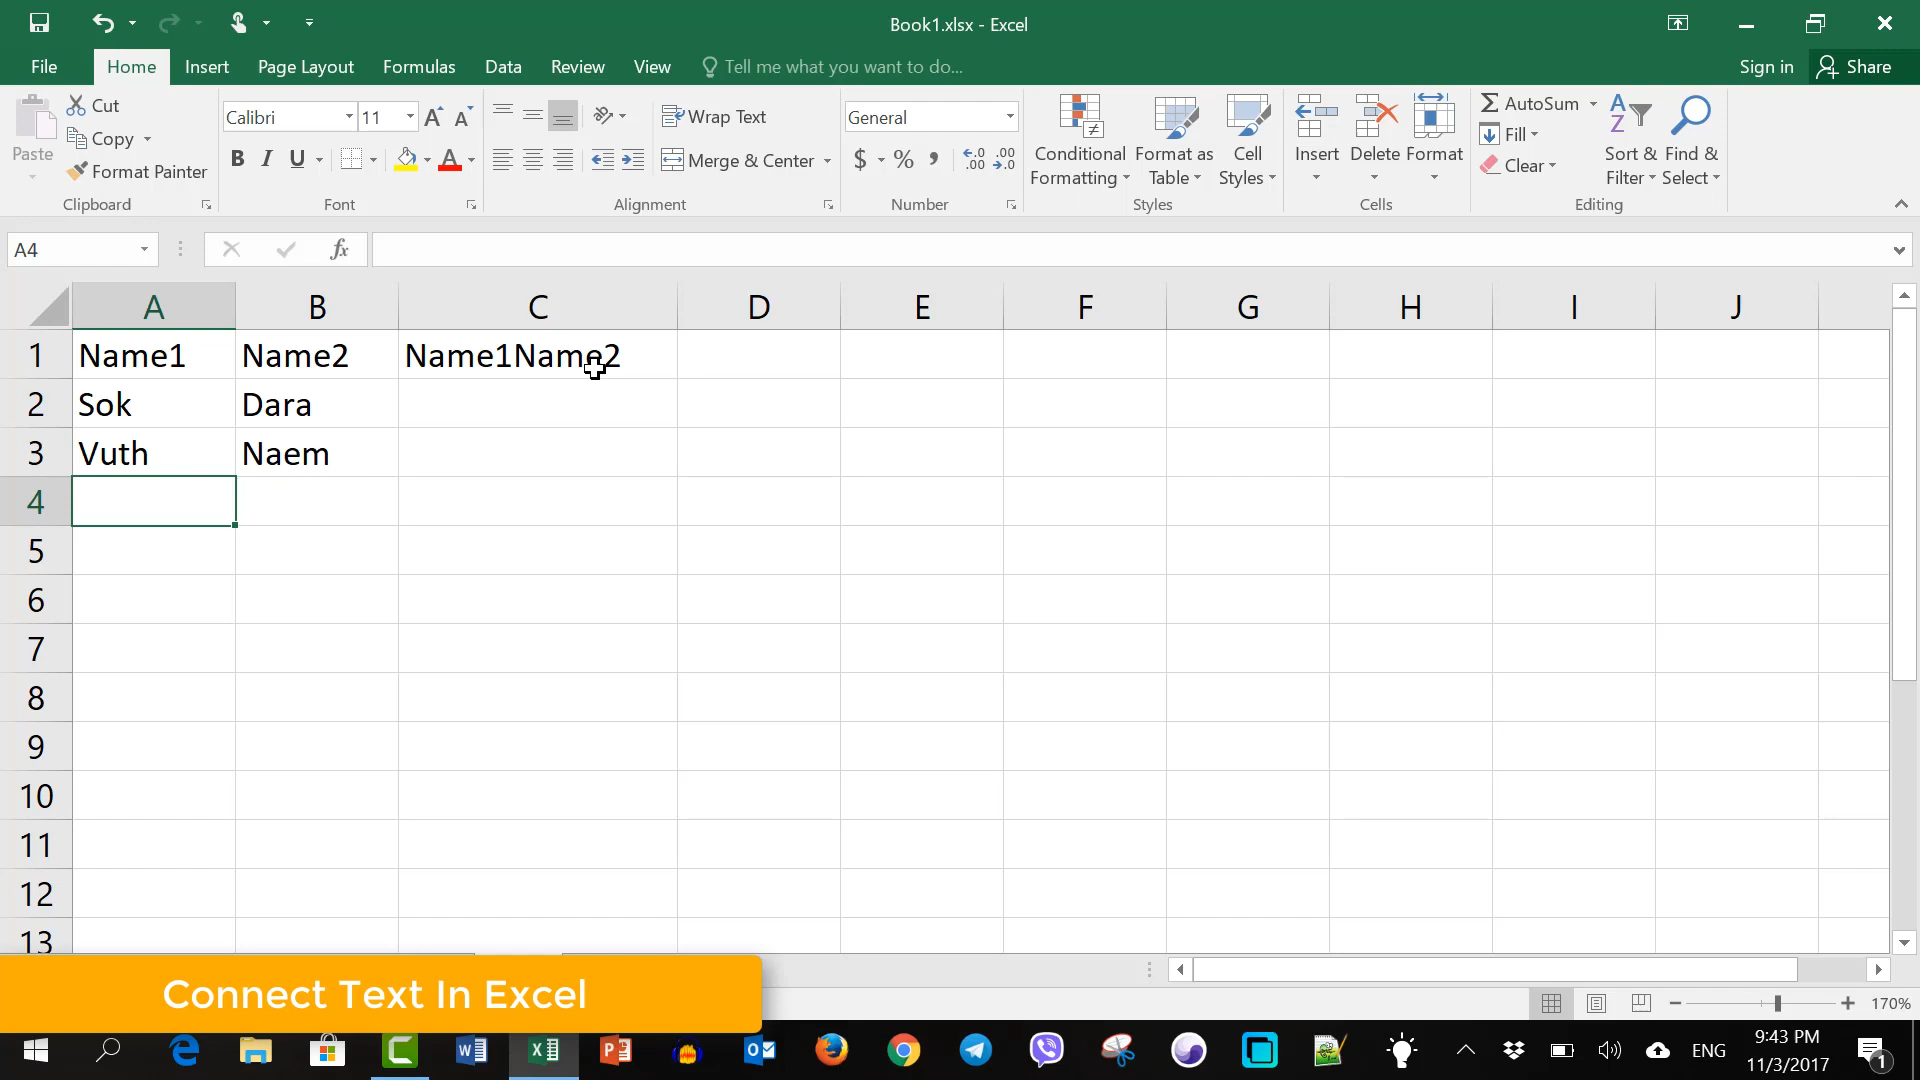 Book1.xlsx - Excel
File Home Insert Page Layout Formulas Data Review View Tell me what you want to do... Sign in Share
Paste Cut Copy Format Painter Clipboard
Calibri 11 B I U A Font
Wrap Text Merge & Center Alignment
General $ % , Number
Conditional Formatting Format as Table Cell Styles Styles
Insert Delete Format Cells
AutoSum Fill Clear Sort & Filter Find & Select Editing
A4 fx
A B C D E F G H I J
1 Name1 Name2 Name1Name2
2 Sok Dara
3 Vuth Naem
4
5
6
7
8
9
10
11
12
13
Connect Text In Excel
170%
ENG 9:43 PM
11/3/2017 1